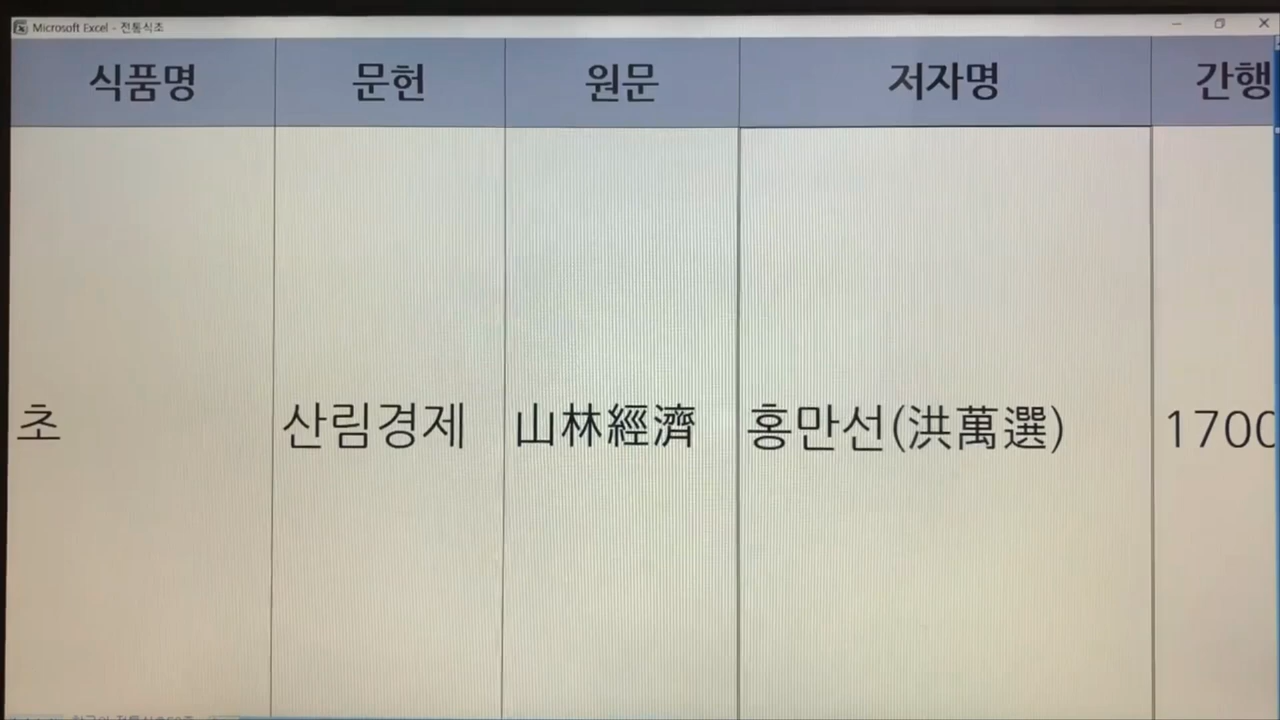 Microsoft Excel - 전통식초
식품명 문헌 원문 저자명 간행
초 산림경제 山林經濟 홍만선(洪萬選) 1700